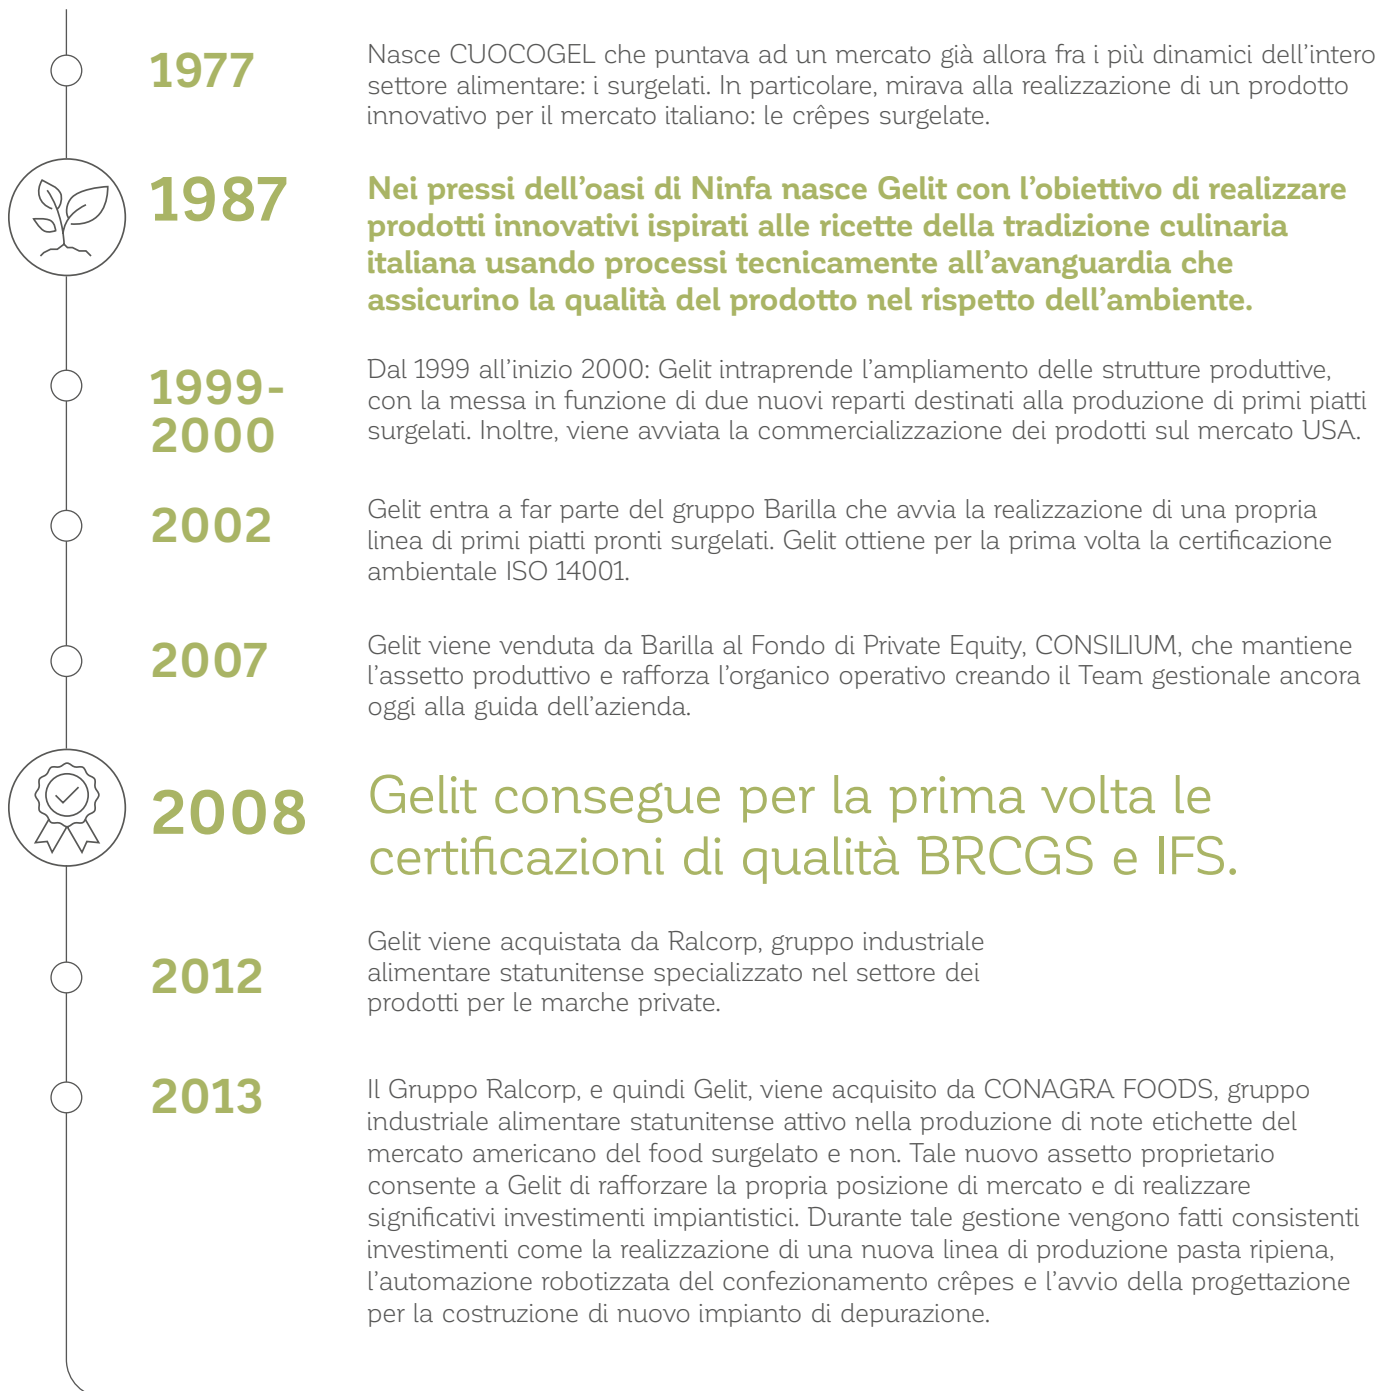 1977
Nasce CUOCOGEL che puntava ad un mercato già allora fra i più dinamici dell’intero
settore alimentare: i surgelati. In particolare, mirava alla realizzazione di un prodotto
innovativo per il mercato italiano: le crêpes surgelate.
1987
Nei pressi dell’oasi di Ninfa nasce Gelit con l’obiettivo di realizzare
prodotti innovativi ispirati alle ricette della tradizione culinaria
italiana usando processi tecnicamente all’avanguardia che
assicurino la qualità del prodotto nel rispetto dell’ambiente.
1999-
2000
Dal 1999 all’inizio 2000: Gelit intraprende l’ampliamento delle strutture produttive,
con la messa in funzione di due nuovi reparti destinati alla produzione di primi piatti
surgelati. Inoltre, viene avviata la commercializzazione dei prodotti sul mercato USA.
2002
Gelit entra a far parte del gruppo Barilla che avvia la realizzazione di una propria
linea di primi piatti pronti surgelati. Gelit ottiene per la prima volta la certificazione
ambientale ISO 14001.
2007
Gelit viene venduta da Barilla al Fondo di Private Equity, CONSILIUM, che mantiene
l’assetto produttivo e rafforza l’organico operativo creando il Team gestionale ancora
oggi alla guida dell’azienda.
2008
Gelit consegue per la prima volta le
certificazioni di qualità BRCGS e IFS.
2012
Gelit viene acquistata da Ralcorp, gruppo industriale
alimentare statunitense specializzato nel settore dei
prodotti per le marche private.
2013
Il Gruppo Ralcorp, e quindi Gelit, viene acquisito da CONAGRA FOODS, gruppo
industriale alimentare statunitense attivo nella produzione di note etichette del
mercato americano del food surgelato e non. Tale nuovo assetto proprietario
consente a Gelit di rafforzare la propria posizione di mercato e di realizzare
significativi investimenti impiantistici. Durante tale gestione vengono fatti consistenti
investimenti come la realizzazione di una nuova linea di produzione pasta ripiena,
l’automazione robotizzata del confezionamento crêpes e l’avvio della progettazione
per la costruzione di nuovo impianto di depurazione.